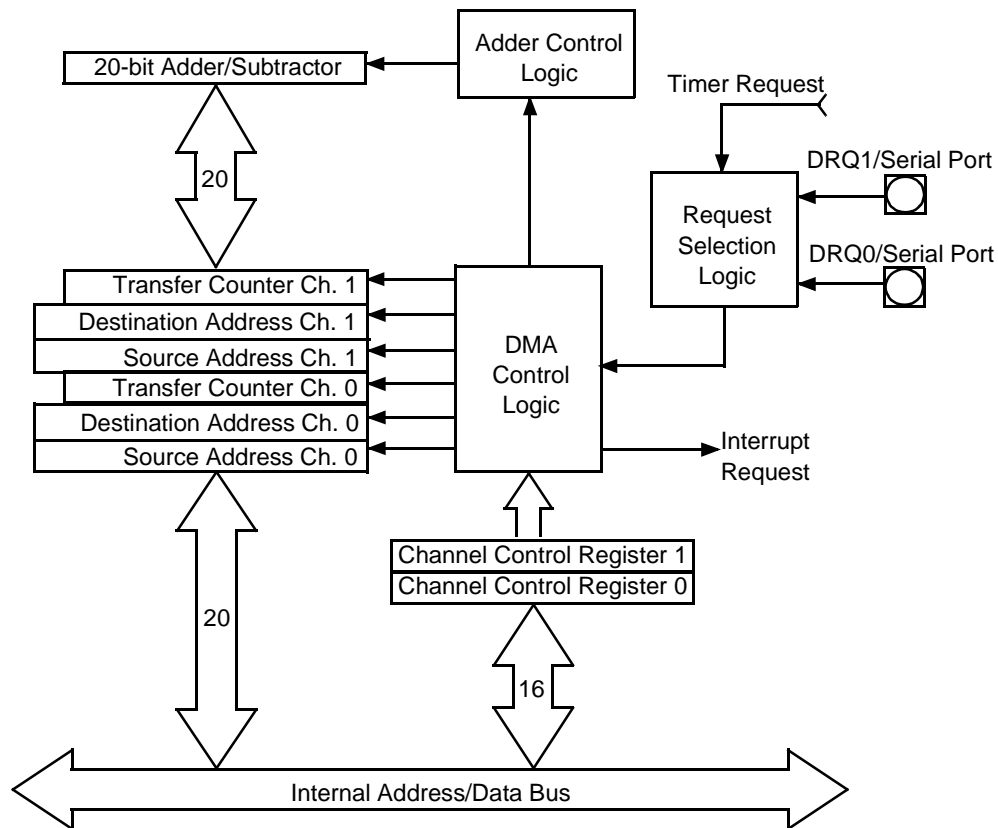 Adder Control
Logic
20-bit Adder/Subtractor
Timer Request
DRQ1/Serial Port
20
Request
Selection
Logic
DRQ0/Serial Port
Transfer Counter Ch. 1
Destination Address Ch. 1
Source Address Ch. 1
Transfer Counter Ch. 0
Destination Address Ch. 0
Source Address Ch. 0
DMA
Control
Logic
Interrupt
Request
Channel Control Register 1
Channel Control Register 0
20
16
Internal Address/Data Bus